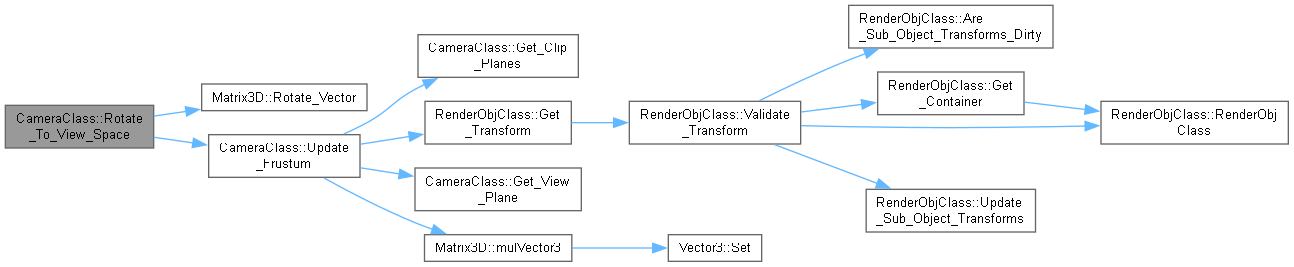 CameraClass::Rotate
_To_View_Space
Matrix3D::Rotate_Vector
CameraClass::Update
_Frustum
CameraClass::Get_Clip
_Planes
RenderObjClass::Get
_Transform
CameraClass::Get_View
_Plane
Matrix3D::mulVector3
Vector3::Set
RenderObjClass::Validate
_Transform
RenderObjClass::Are
_Sub_Object_Transforms_Dirty
RenderObjClass::Get
_Container
RenderObjClass::RenderObj
Class
RenderObjClass::Update
_Sub_Object_Transforms